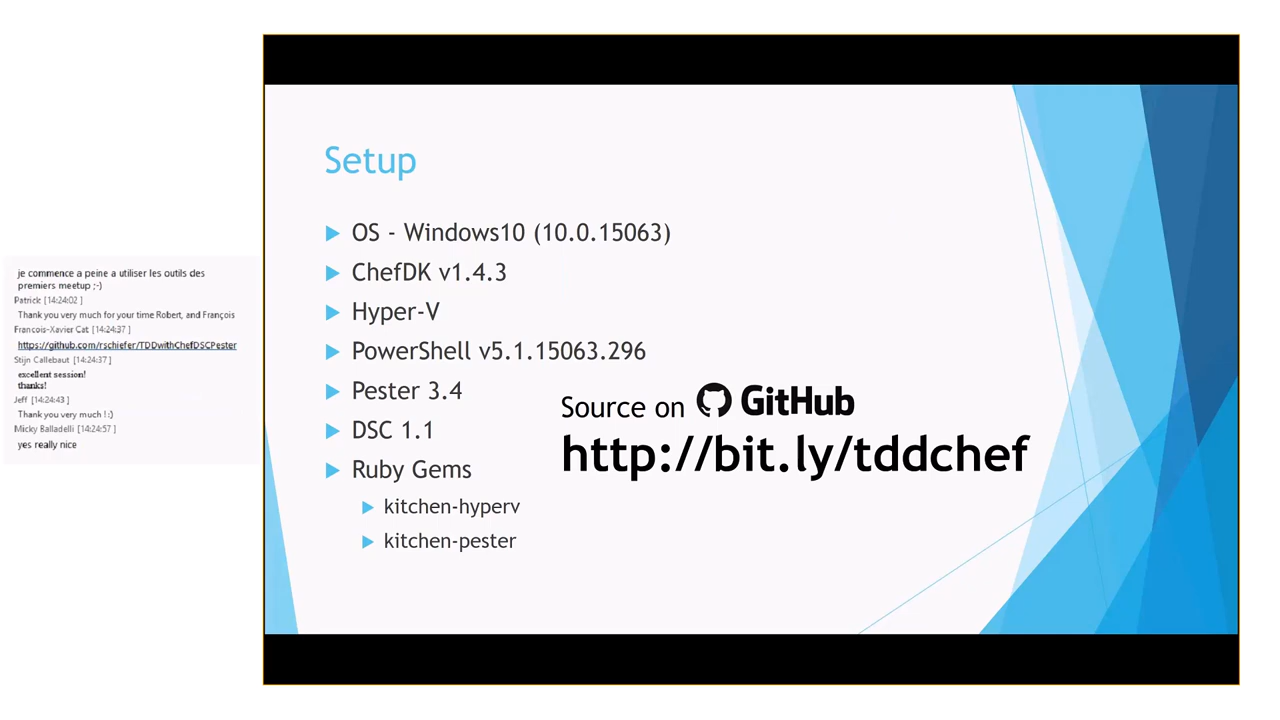 je commence a peine a utiliser les outils des
premiers meetup ;-)
Patrick [14:24:02 ]
Thank you very much for your time Robert, and François
Francois-Xavier Cat [14:24:37 ]
https://github.com/rschiefer/TDDwithChefDSCPester
Stijn Callebaut [14:24:37 ]
excellent session!
thanks!
Jeff [14:24:43 ]
Thank you very much ! :)
Micky Balladelli [14:24:57 ]
yes really nice
Setup
OS - Windows10 (10.0.15063)
ChefDK v1.4.3
Hyper-V
PowerShell v5.1.15063.296
Pester 3.4
DSC 1.1
Ruby Gems
kitchen-hyperv
kitchen-pester
Source on GitHub
http://bit.ly/tddchef